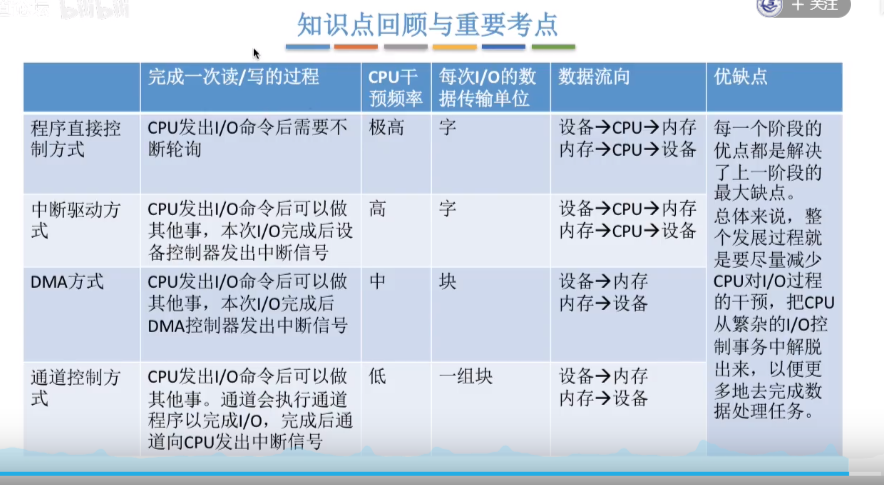 bilibili
+ 关注
知识点回顾与重要考点
完成一次读/写的过程
CPU干
预频率
每次I/O的数
据传输单位
数据流向
优缺点
程序直接控
制方式
CPU发出I/O命令后需要不
断轮询
极高
字
设备→CPU→内存
内存→CPU→设备
每一个阶段的
优点都是解决
了上一阶段的
最大缺点。
总体来说，整
个发展过程就
是要尽量减少
CPU对I/O过程
的干预，把CPU
从繁杂的I/O控
制事务中解脱
出来，以便更
多地去完成数
据处理任务。
中断驱动方
式
CPU发出I/O命令后可以做
其他事，本次I/O完成后设
备控制器发出中断信号
高
字
设备→CPU→内存
内存→CPU→设备
DMA方式
CPU发出I/O命令后可以做
其他事，本次I/O完成后
DMA控制器发出中断信号
中
块
设备→内存
内存→设备
通道控制方
式
CPU发出I/O命令后可以做
其他事。通道会执行通道
程序以完成I/O，完成后通
道向CPU发出中断信号
低
一组块
设备→内存
内存→设备